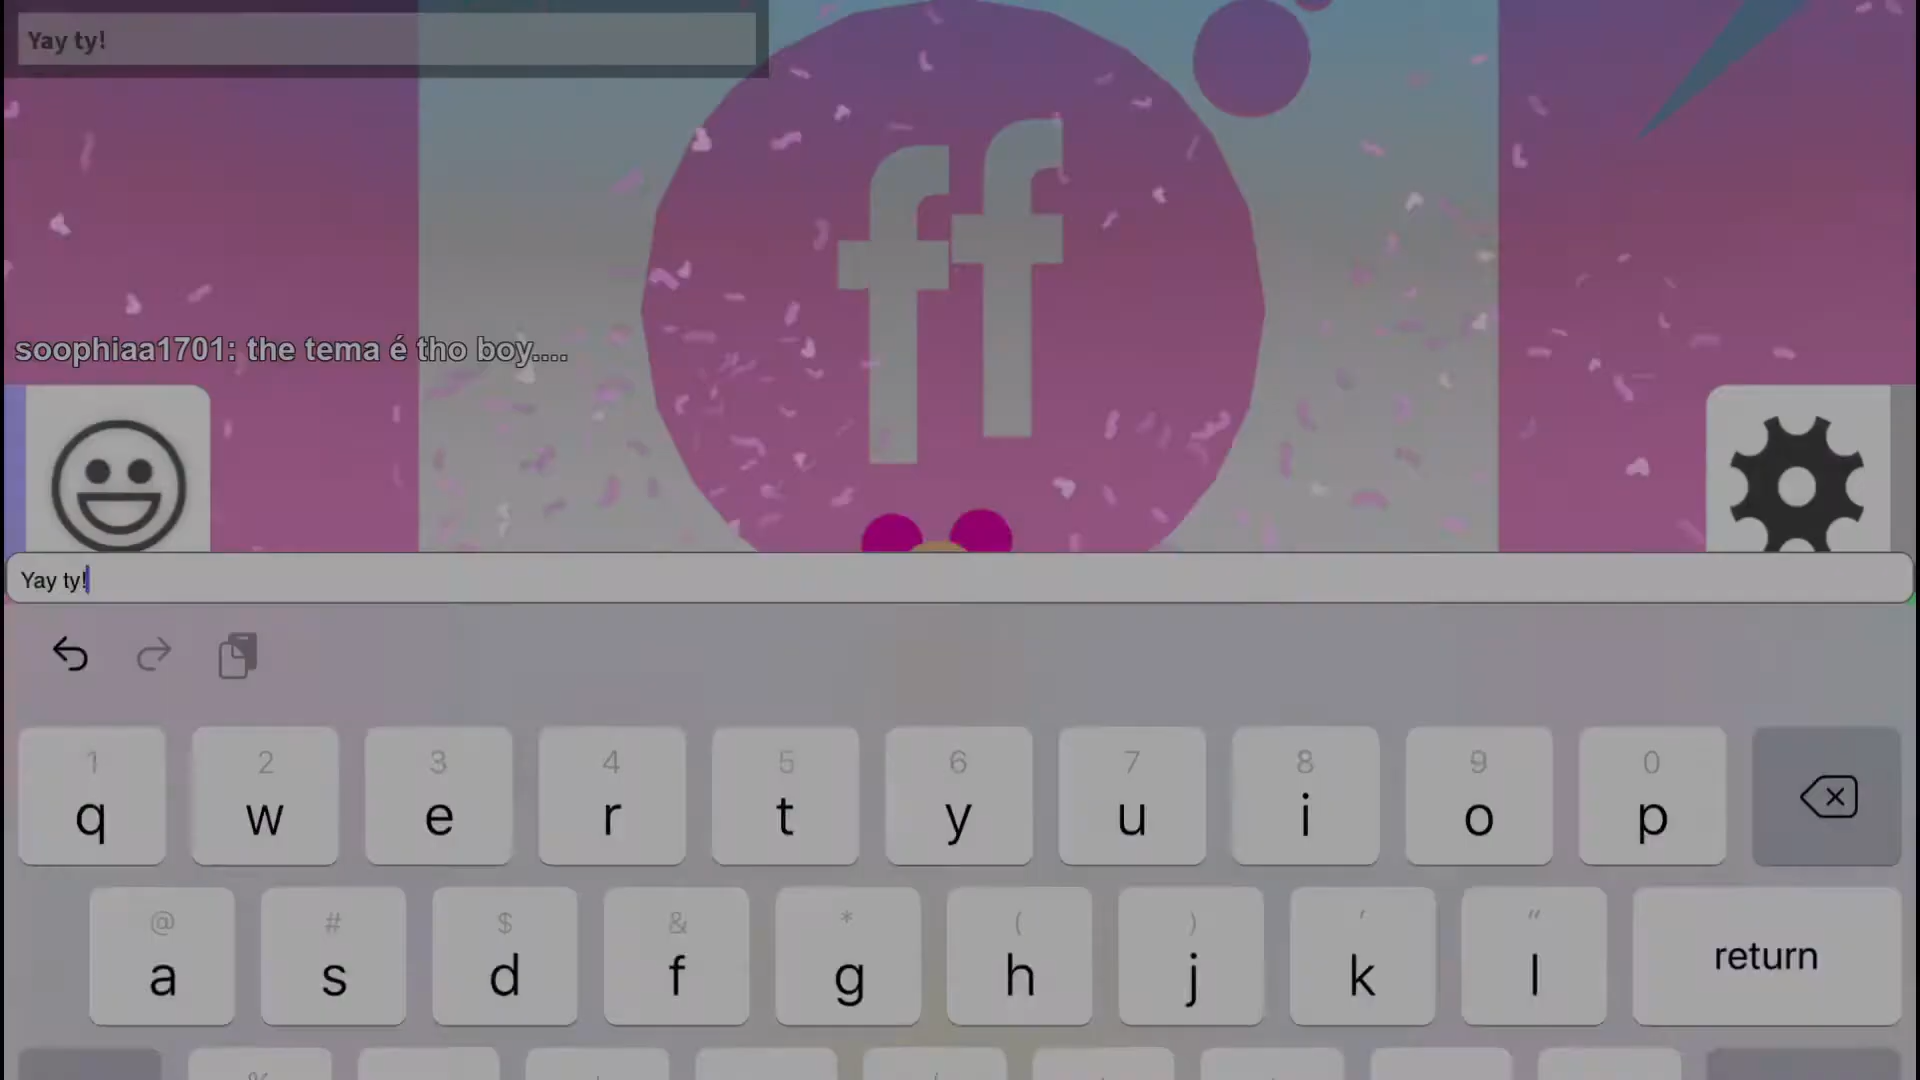 Yay ty!
ff
soophiaa1701: the tema é tho boy....
Yay ty!
1 2 3 4 5 6 7 8 9 0
q w e r t y u i o p
@ # $ & * ( ) ' "
a s d f g h j k l return
%